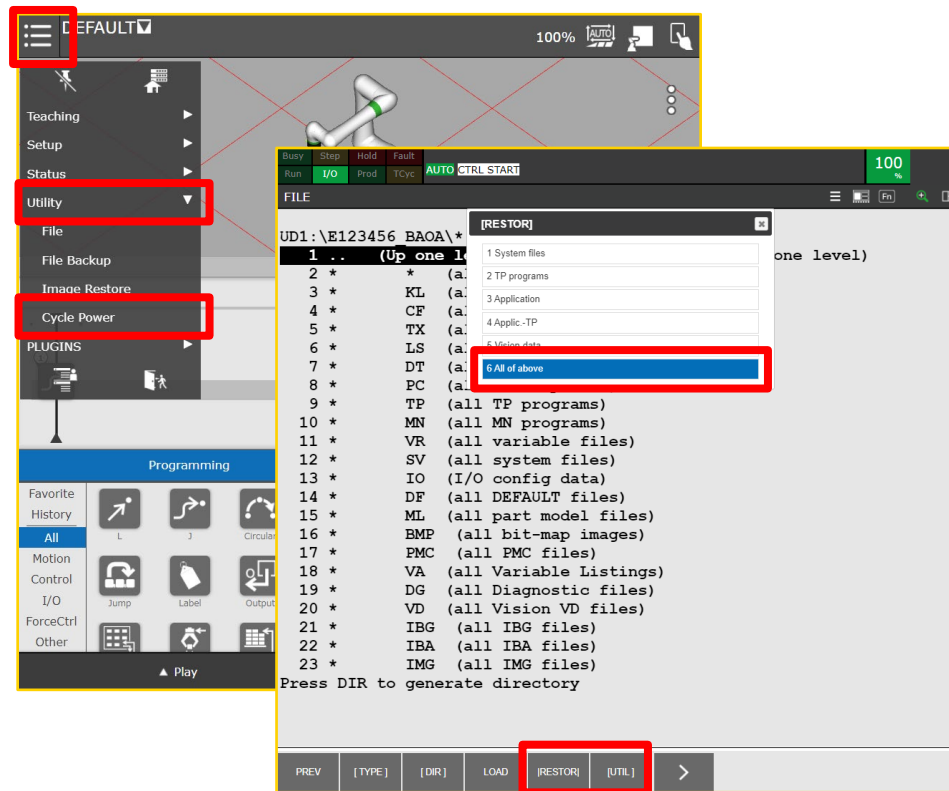 DEFAULT
100% AUTO
Teaching
Setup
Status
Utility
File
File Backup
Image Restore
Cycle Power
PLUGINS
Programming
Favorite
History
All
Motion
Control
I/O
ForceCtrl
Other
L J Circular
Jump Label Output
▲ Play
Busy Step Hold Fault
Run I/O Prod TCyc AUTO CTRL START
100
%
FILE
Fn
UD1:\E123456_BAOA\*
1 .. (Up one level)
2 * *
3 * KL
4 * CF
5 * TX
6 * LS
7 * DT
8 * PC
9 * TP (all TP programs)
10 * MN (all MN programs)
11 * VR (all variable files)
12 * SV (all system files)
13 * IO (I/O config data)
14 * DF (all DEFAULT files)
15 * ML (all part model files)
16 * BMP (all bit-map images)
17 * PMC (all PMC files)
18 * VA (all Variable Listings)
19 * DG (all Diagnostic files)
20 * VD (all Vision VD files)
21 * IBG (all IBG files)
22 * IBA (all IBA files)
23 * IMG (all IMG files)
Press DIR to generate directory
[RESTOR]
1 System files
2 TP programs
3 Application
4 Applic.-TP
5 Vision data
6 All of above
PREV [ TYPE ] [ DIR ] LOAD |RESTOR| [UTIL ] >